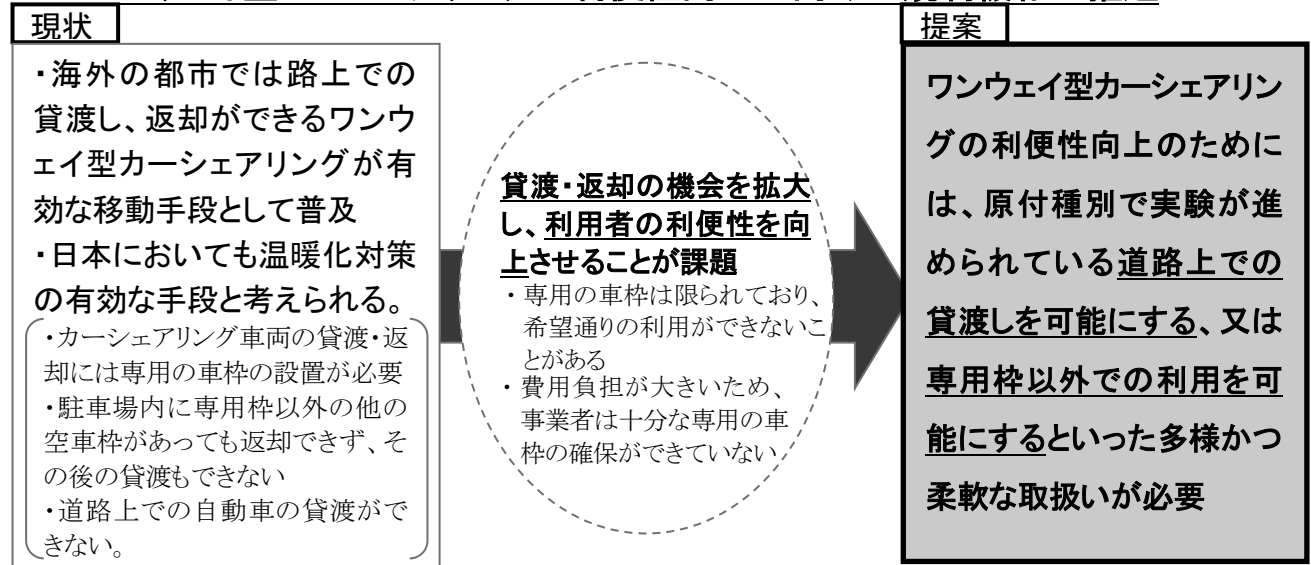 現状
・海外の都市では路上での
貸渡し、返却ができるワンウ
ェイ型カーシェアリングが有
効な移動手段として普及
・日本においても温暖化対策
の有効な手段と考えられる。
・カーシェアリング車両の貸渡・返
却には専用の車枠の設置が必要
・駐車場内に専用枠以外の他の
空車枠があっても返却できず、そ
の後の貸渡もできない
・道路上での自動車の貸渡がで
きない。
貸渡・返却の機会を拡大
し、利用者の利便性を向
上させることが課題
・専用の車枠は限られており、
希望通りの利用ができないこ
とがある
・費用負担が大きいため、
事業者は十分な専用の車
枠の確保ができていない
提案
ワンウェイ型カーシェアリン
グの利便性向上のために
は、原付種別で実験が進
められている道路上での
貸渡しを可能にする、又は
専用枠以外での利用を可
能にするといった多様かつ
柔軟な取扱いが必要